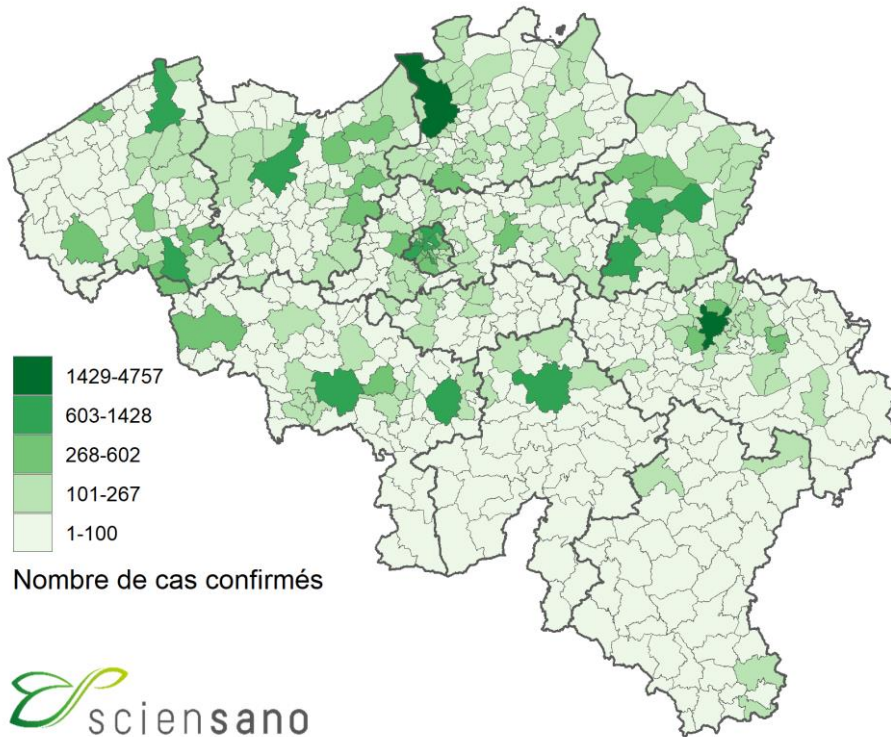 1429-4757
603-1428
268-602
101-267
1-100
Nombre de cas confirmés
sciensano